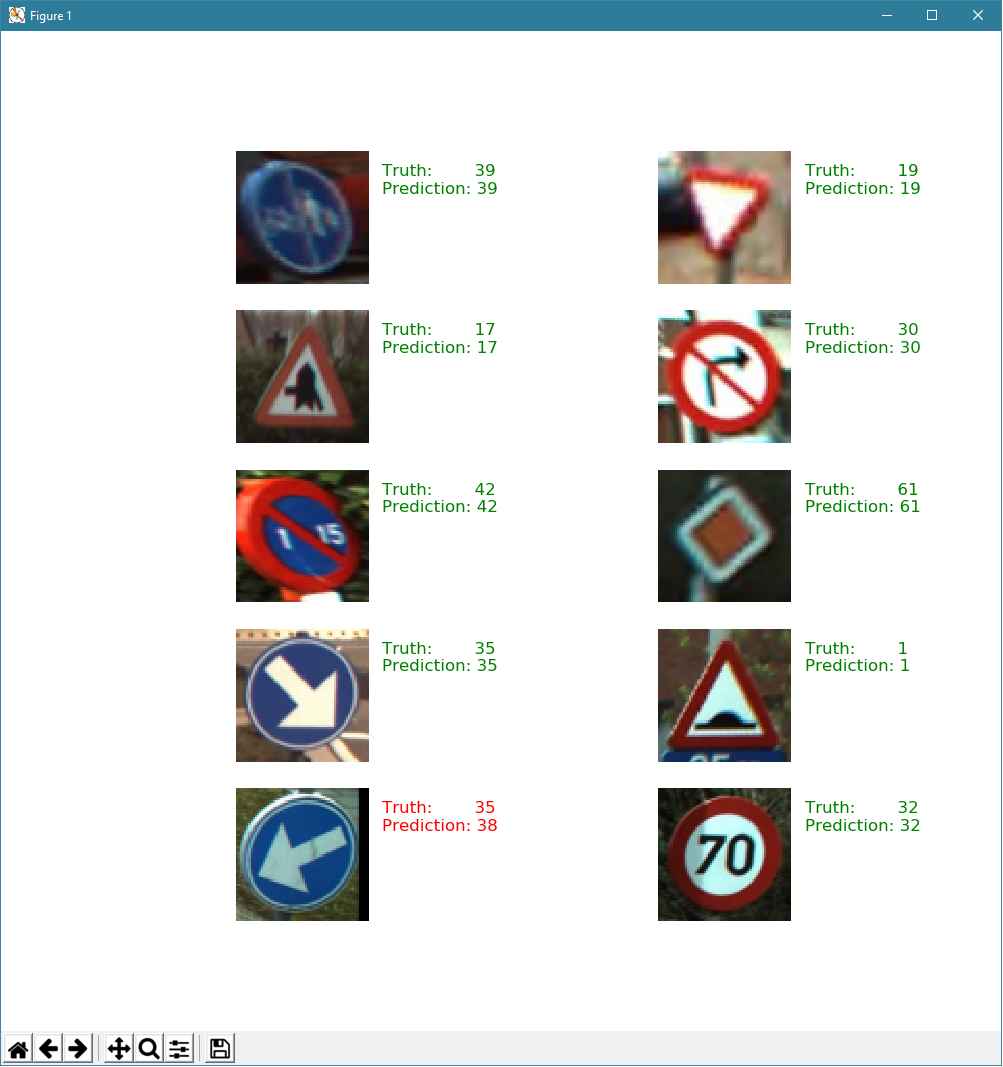 Figure 1
Truth: 39
Prediction: 39
Truth: 19
Prediction: 19
Truth: 17
Prediction: 17
Truth: 30
Prediction: 30
1 15
Truth: 42
Prediction: 42
Truth: 61
Prediction: 61
Truth: 35
Prediction: 35
Truth: 1
Prediction: 1
Truth: 35
Prediction: 38
70
Truth: 32
Prediction: 32